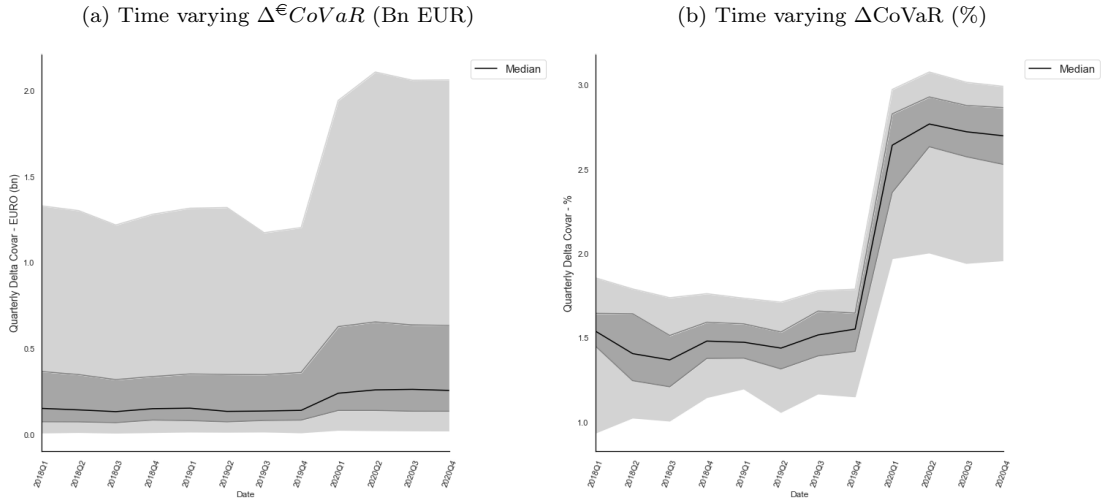 (a) Time varying Δ^€CoVaR (Bn EUR)
Median
Quarterly Delta Covar - EURO (bn)
2.0
1.5
1.0
0.5
0.0
2018Q1 2018Q2 2018Q3 2018Q4 2019Q1 2019Q2 2019Q3 2019Q4 2020Q1 2020Q2 2020Q3 2020Q4
Date
(b) Time varying ΔCoVaR (%)
Median
Quarterly Delta Covar - %
3.0
2.5
2.0
1.5
1.0
2018Q1 2018Q2 2018Q3 2018Q4 2019Q1 2019Q2 2019Q3 2019Q4 2020Q1 2020Q2 2020Q3 2020Q4
Date